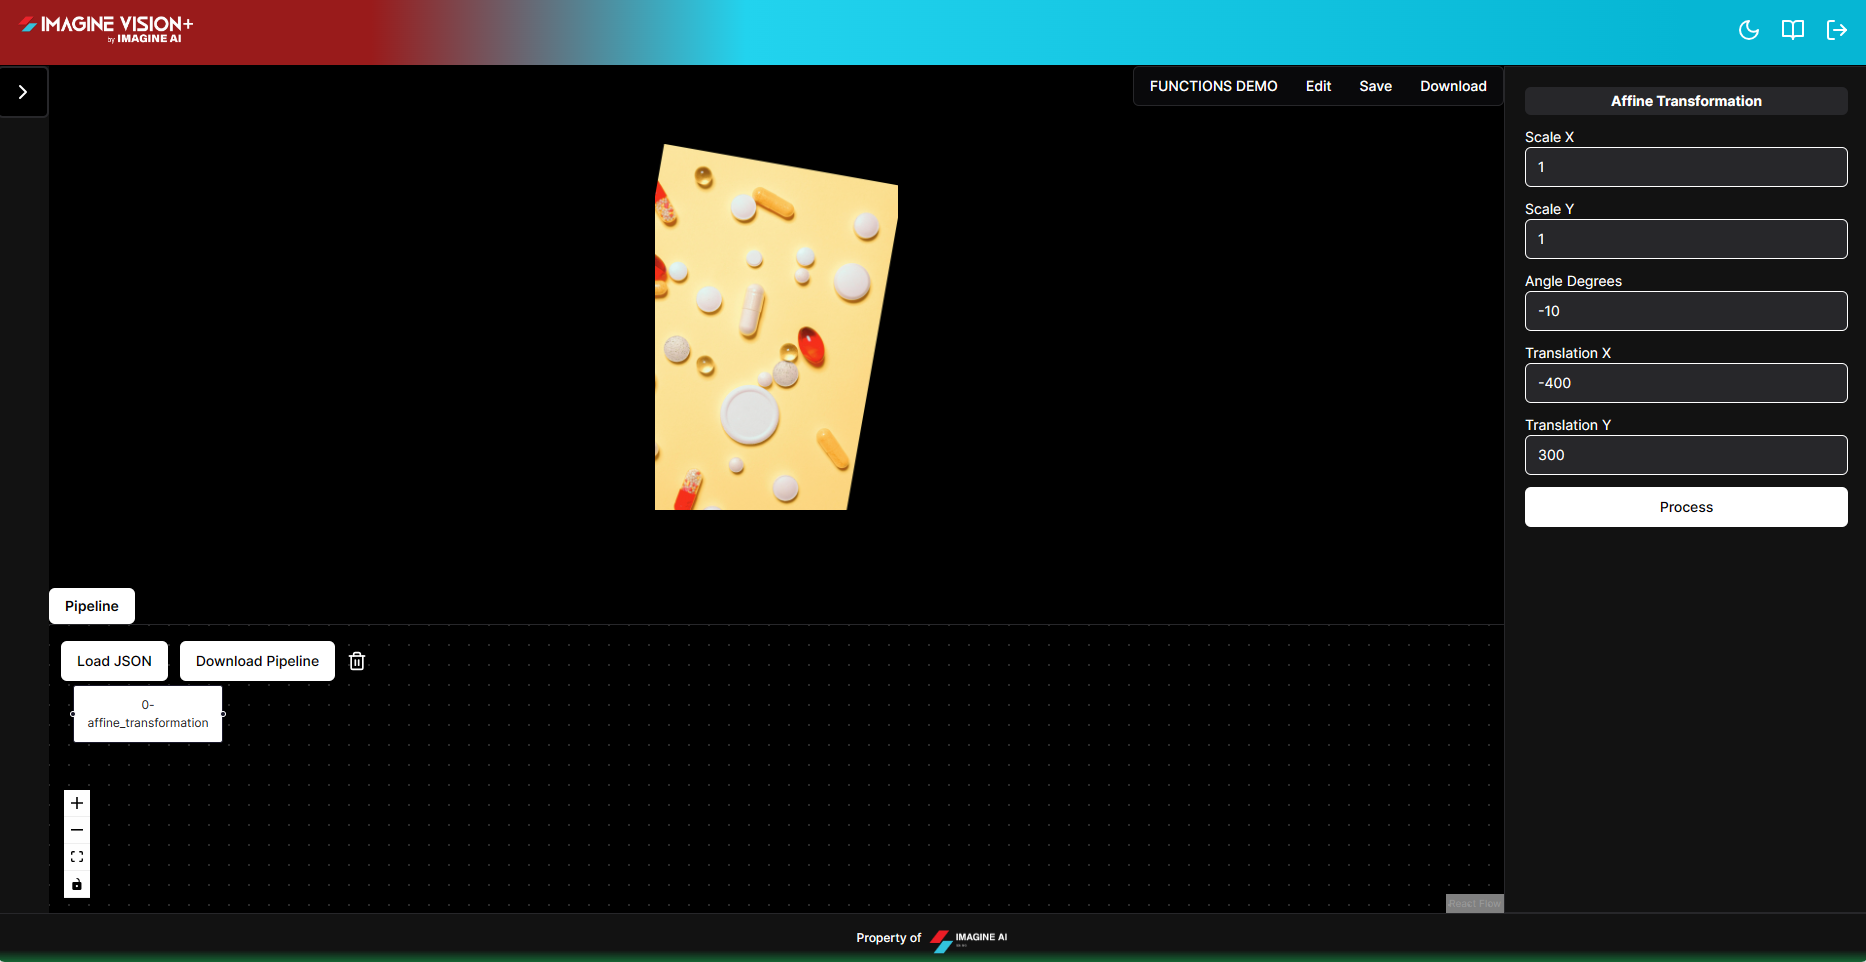 IMAGINE VISION+
by IMAGINE AI
FUNCTIONS DEMO Edit Save Download
Affine Transformation
Scale X
1
Scale Y
1
Angle Degrees
-10
Translation X
-400
Translation Y
300
Process
Pipeline
Load JSON Download Pipeline
0-
affine_transformation
React Flow
Property of IMAGINE AI